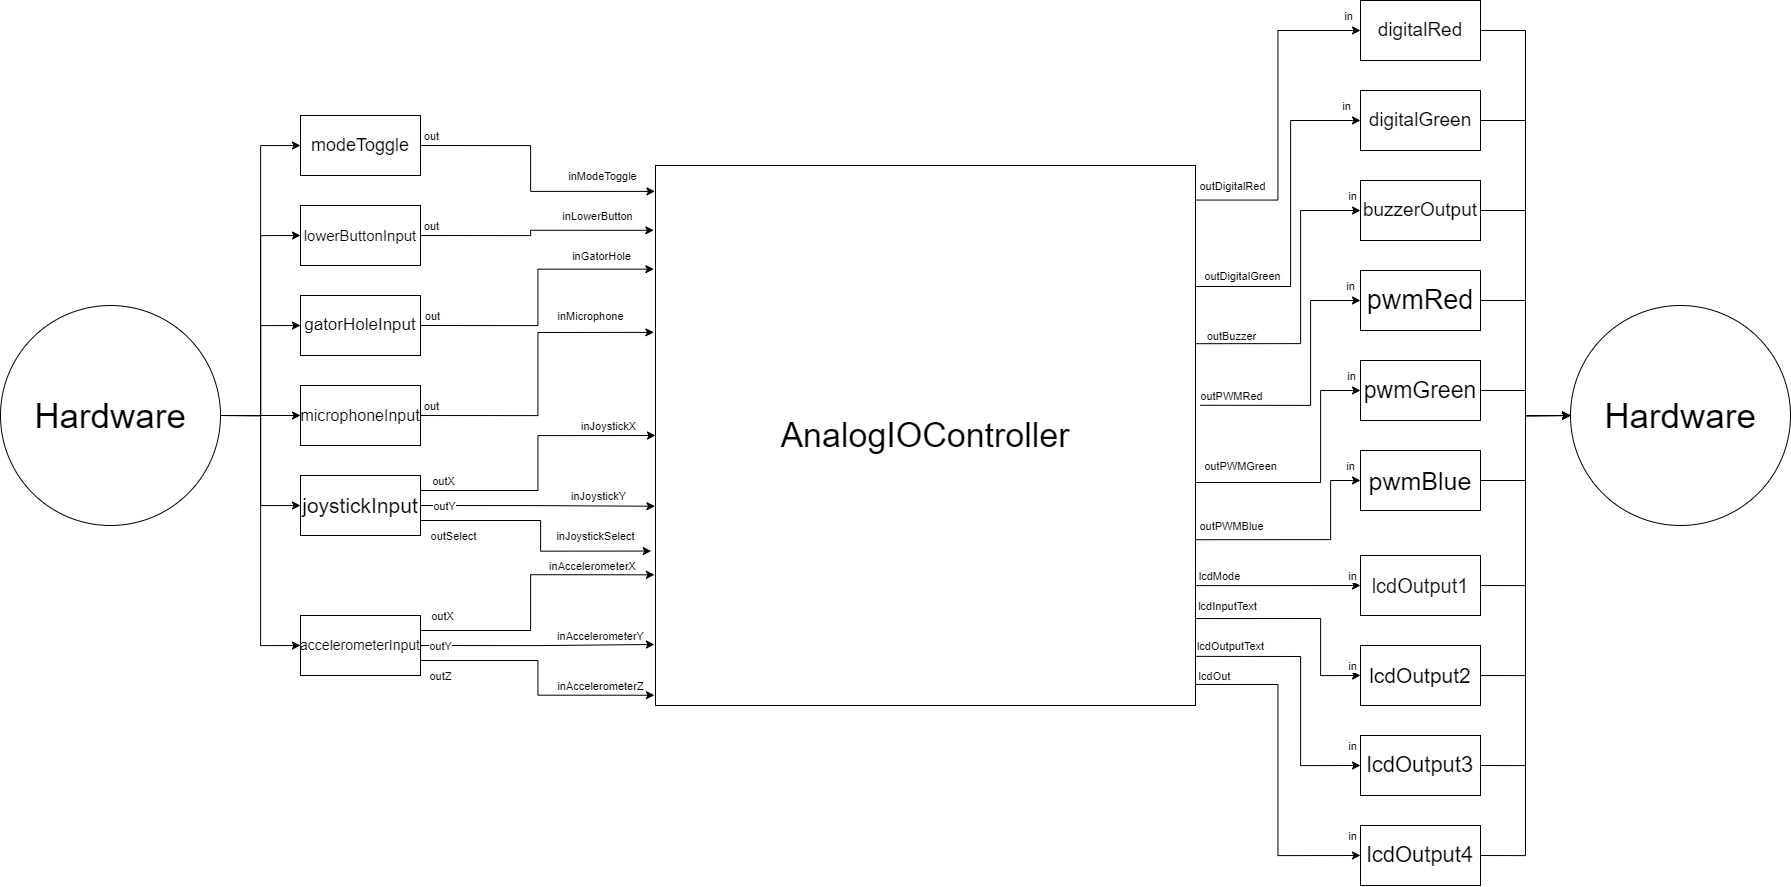 Hardware
modeToggle
out
lowerButtonInput
out
gatorHoleInput
out
microphoneInput
out
joystickInput
outX
outY
outSelect
accelerometerInput
outX
outY
outZ
inModeToggle
inLowerButton
inGatorHole
inMicrophone
inJoystickX
inJoystickY
inJoystickSelect
inAccelerometerX
inAccelerometerY
inAccelerometerZ
AnalogIOController
outDigitalRed
outDigitalGreen
outBuzzer
outPWMRed
outPWMGreen
outPWMBlue
lcdMode
lcdInputText
lcdOutputText
lcdOut
in
digitalRed
in
digitalGreen
in
buzzerOutput
in
pwmRed
in
pwmGreen
in
pwmBlue
in
lcdOutput1
in
lcdOutput2
in
lcdOutput3
in
lcdOutput4
Hardware